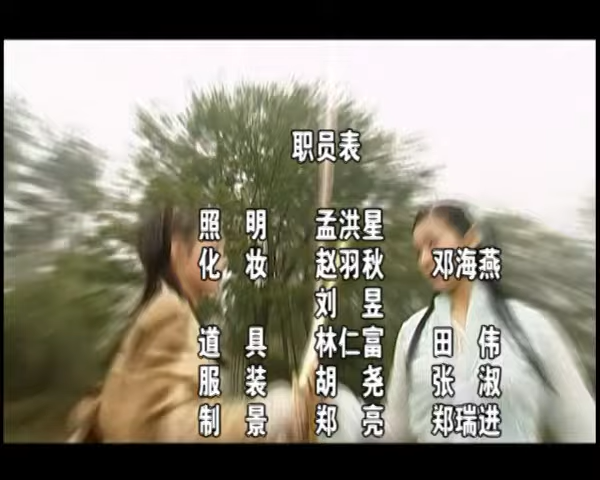 职员表
照 明 孟洪星
化 妆 赵羽秋 邓海燕
刘 昱
道 具 林仁富 田 伟
服 装 胡 尧 张 淑
制 景 郑 亮 郑瑞进